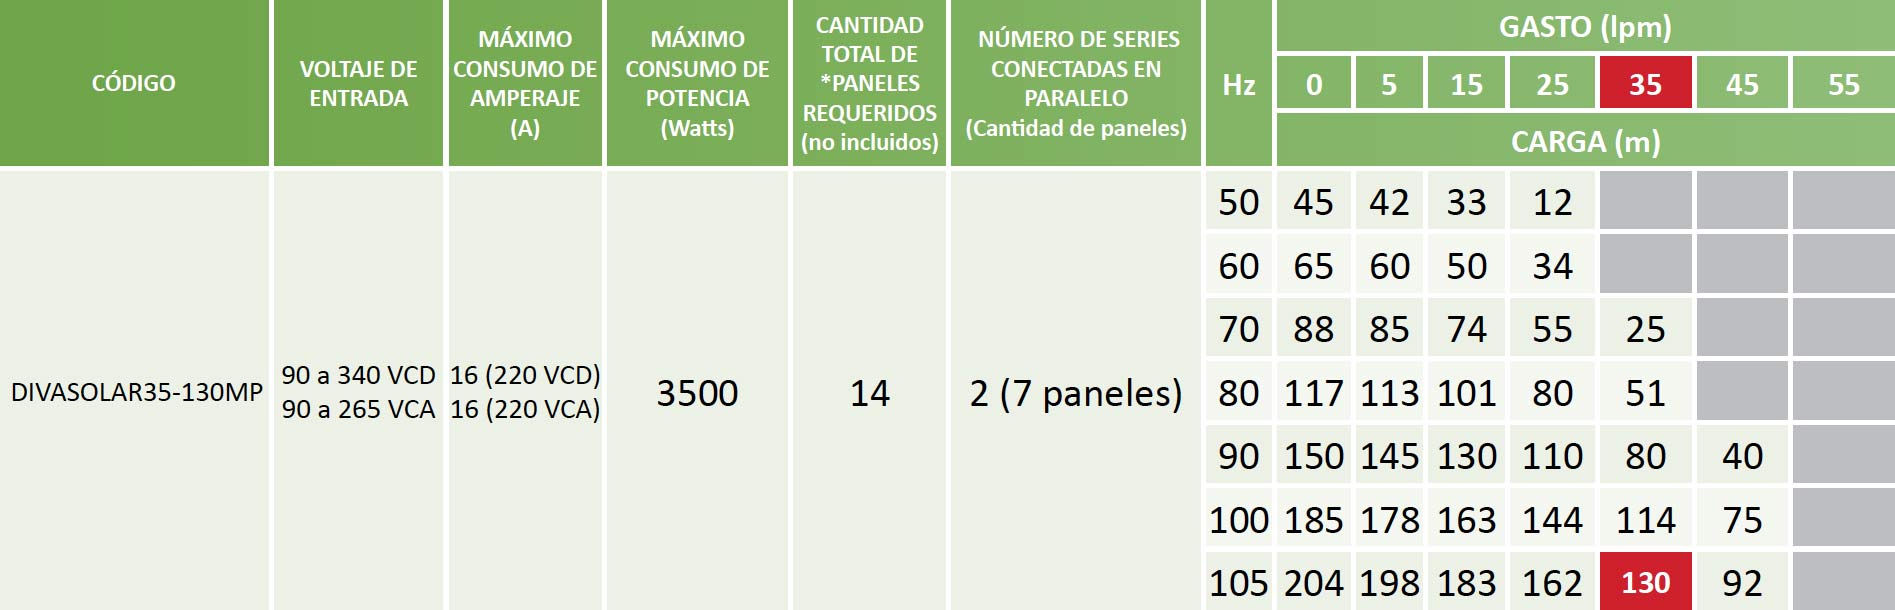 CÓDIGO
VOLTAJE DE
ENTRADA
MÁXIMO
CONSUMO DE
AMPERAJE
(A)
MÁXIMO
CONSUMO DE
POTENCIA
(Watts)
CANTIDAD
TOTAL DE
*PANELES
REQUERIDOS
(no incluidos)
NÚMERO DE SERIES
CONECTADAS EN
PARALELO
(Cantidad de paneles)
Hz
GASTO (lpm)
0 5 15 25 35 45 55
CARGA (m)
DIVASOLAR35-130MP
90 a 340 VCD
90 a 265 VCA
16 (220 VCD)
16 (220 VCA)
3500
14
2 (7 paneles)
50 45 42 33 12
60 65 60 50 34
70 88 85 74 55 25
80 117 113 101 80 51
90 150 145 130 110 80 40
100 185 178 163 144 114 75
105 204 198 183 162 130 92